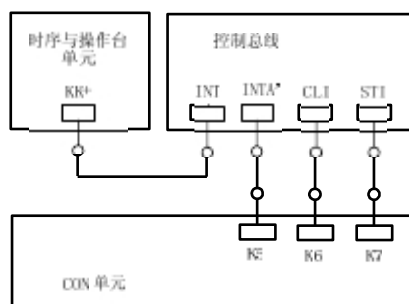 时序与操作台
单元
控制总线
KK+
INT
INTA'
CLI
STI
K5
K6
K7
CON 单元